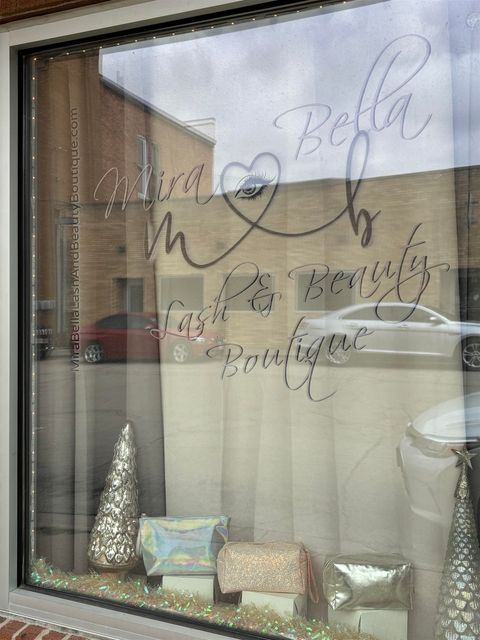 Mira Bella
m b
Lash & Beauty
Boutique
MiraBellaLashAndBeautyBoutique.com